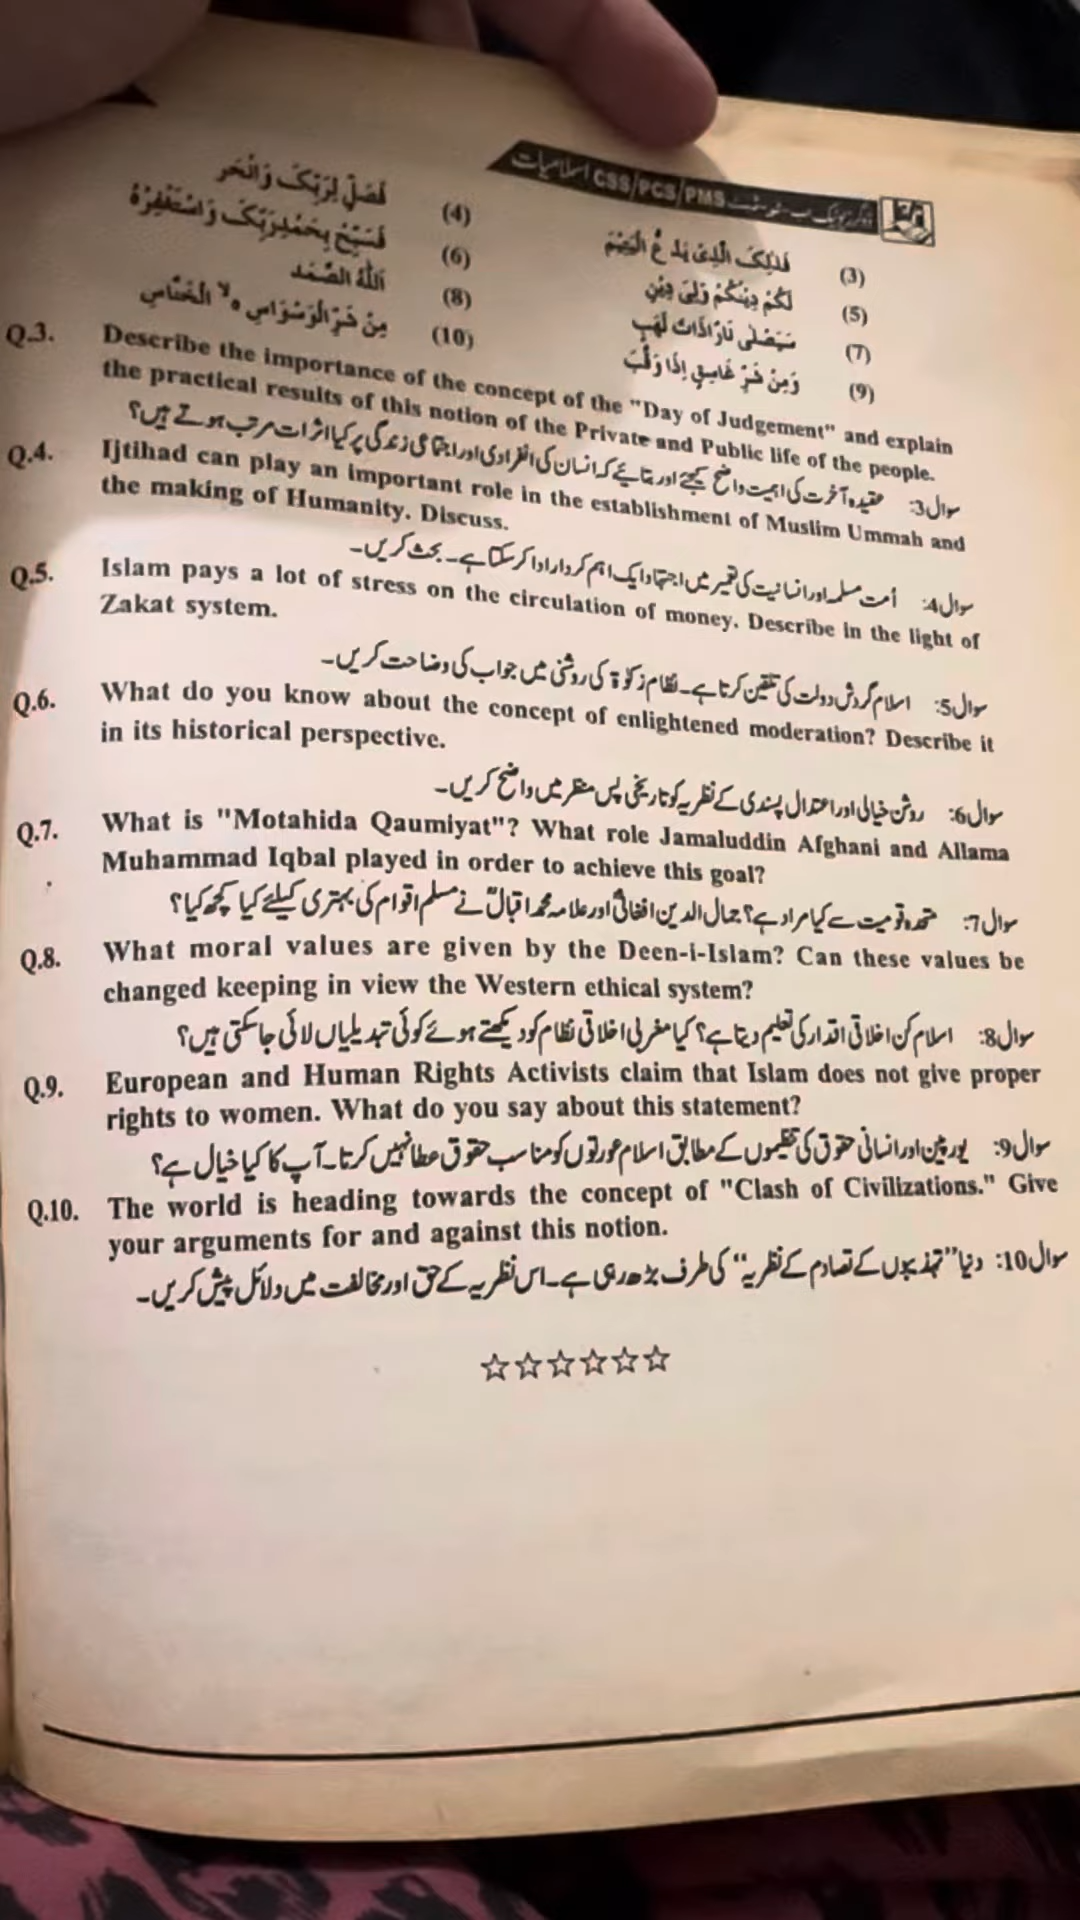 CSS/PCS/PMS اسلامیات
(3) فَذٰلِکَ الَّذِیْ یَدُعُّ الْیَتِیْمَ
(4) فَصَلِّ لِرَبِّکَ وَانْحَر
(5) لَکُمْ دِیْنُکُمْ وَلِیَ دِیْنِ
(6) فَسَبِّحْ بِحَمْدِرَبِّکَ وَاسْتَغْفِرْهُ
(7) سَیَصْلٰی نَارًا ذَاتَ لَهَبٍ
(8) اَللّٰهُ الصَّمَد
(9) وَمِنْ شَرِّ غَاسِقٍ اِذَا وَقَبَ
(10) مِنْ شَرِّ الْوَسْوَاسِ ه لا الْخَنَّاسِ
Q.3. Describe the importance of the concept of the "Day of Judgement" and explain
the practical results of this notion of the Private and Public life of the people.
سوال3: عقیدہ آخرت کی اہمیت واضح کیجئے اور بتایئے کہ انسان کی انفرادی اور اجتماعی زندگی پر کیا اثرات مرتب ہوتے ہیں؟
Q.4. Ijtihad can play an important role in the establishment of Muslim Ummah and
the making of Humanity. Discuss.
سوال4: اُمت مسلمہ اور انسانیت کی تعمیر میں اجتہاد ایک اہم کردار ادا کرسکتا ہے۔ بحث کریں۔
Q.5. Islam pays a lot of stress on the circulation of money. Describe in the light of
Zakat system.
سوال5: اسلام گردش دولت کی تلقین کرتا ہے۔ نظام زکوٰۃ کی روشنی میں جواب کی وضاحت کریں۔
Q.6. What do you know about the concept of enlightened moderation? Describe it
in its historical perspective.
سوال6: روشن خیالی اور اعتدال پسندی کے نظریہ کو تاریخی پس منظر میں واضح کریں۔
Q.7. What is "Motahida Qaumiyat"? What role Jamaluddin Afghani and Allama
Muhammad Iqbal played in order to achieve this goal?
سوال7: متحدہ قومیت سے کیا مراد ہے؟ جمال الدین افغانیؒ اور علامہ محمد اقبالؒ نے مسلم اقوام کی بہتری کیلئے کیا کچھ کیا؟
Q.8. What moral values are given by the Deen-i-Islam? Can these values be
changed keeping in view the Western ethical system?
سوال8: اسلام کن اخلاقی اقدار کی تعلیم دیتا ہے؟ کیا مغربی اخلاقی نظام کو دیکھتے ہوئے کوئی تبدیلیاں لائی جاسکتی ہیں؟
Q.9. European and Human Rights Activists claim that Islam does not give proper
rights to women. What do you say about this statement?
سوال9: یورپین اور انسانی حقوق کی تنظیموں کے مطابق اسلام عورتوں کو مناسب حقوق عطا نہیں کرتا۔ آپ کا کیا خیال ہے؟
Q.10. The world is heading towards the concept of "Clash of Civilizations." Give
your arguments for and against this notion.
سوال10: دنیا "تہذیبوں کے تصادم کے نظریہ" کی طرف بڑھ رہی ہے۔ اس نظریہ کے حق اور مخالفت میں دلائل پیش کریں۔